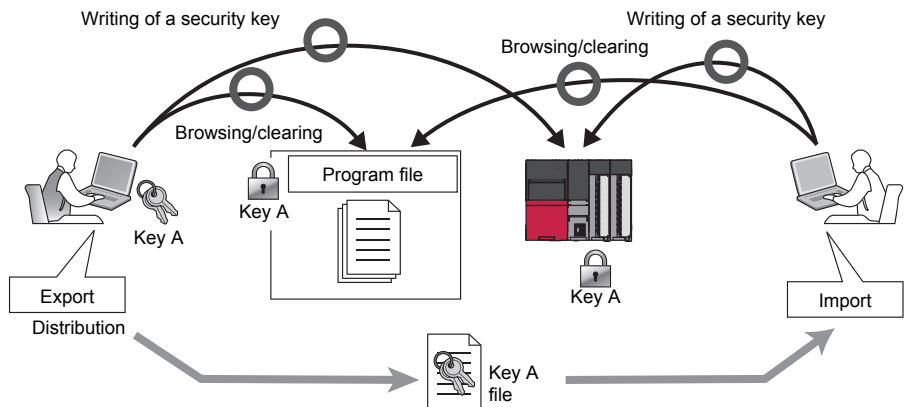 Writing of a security key
Writing of a security key
Browsing/clearing
Browsing/clearing
Program file
Key A
Key A
Key A
Export
Import
Distribution
Key A
file